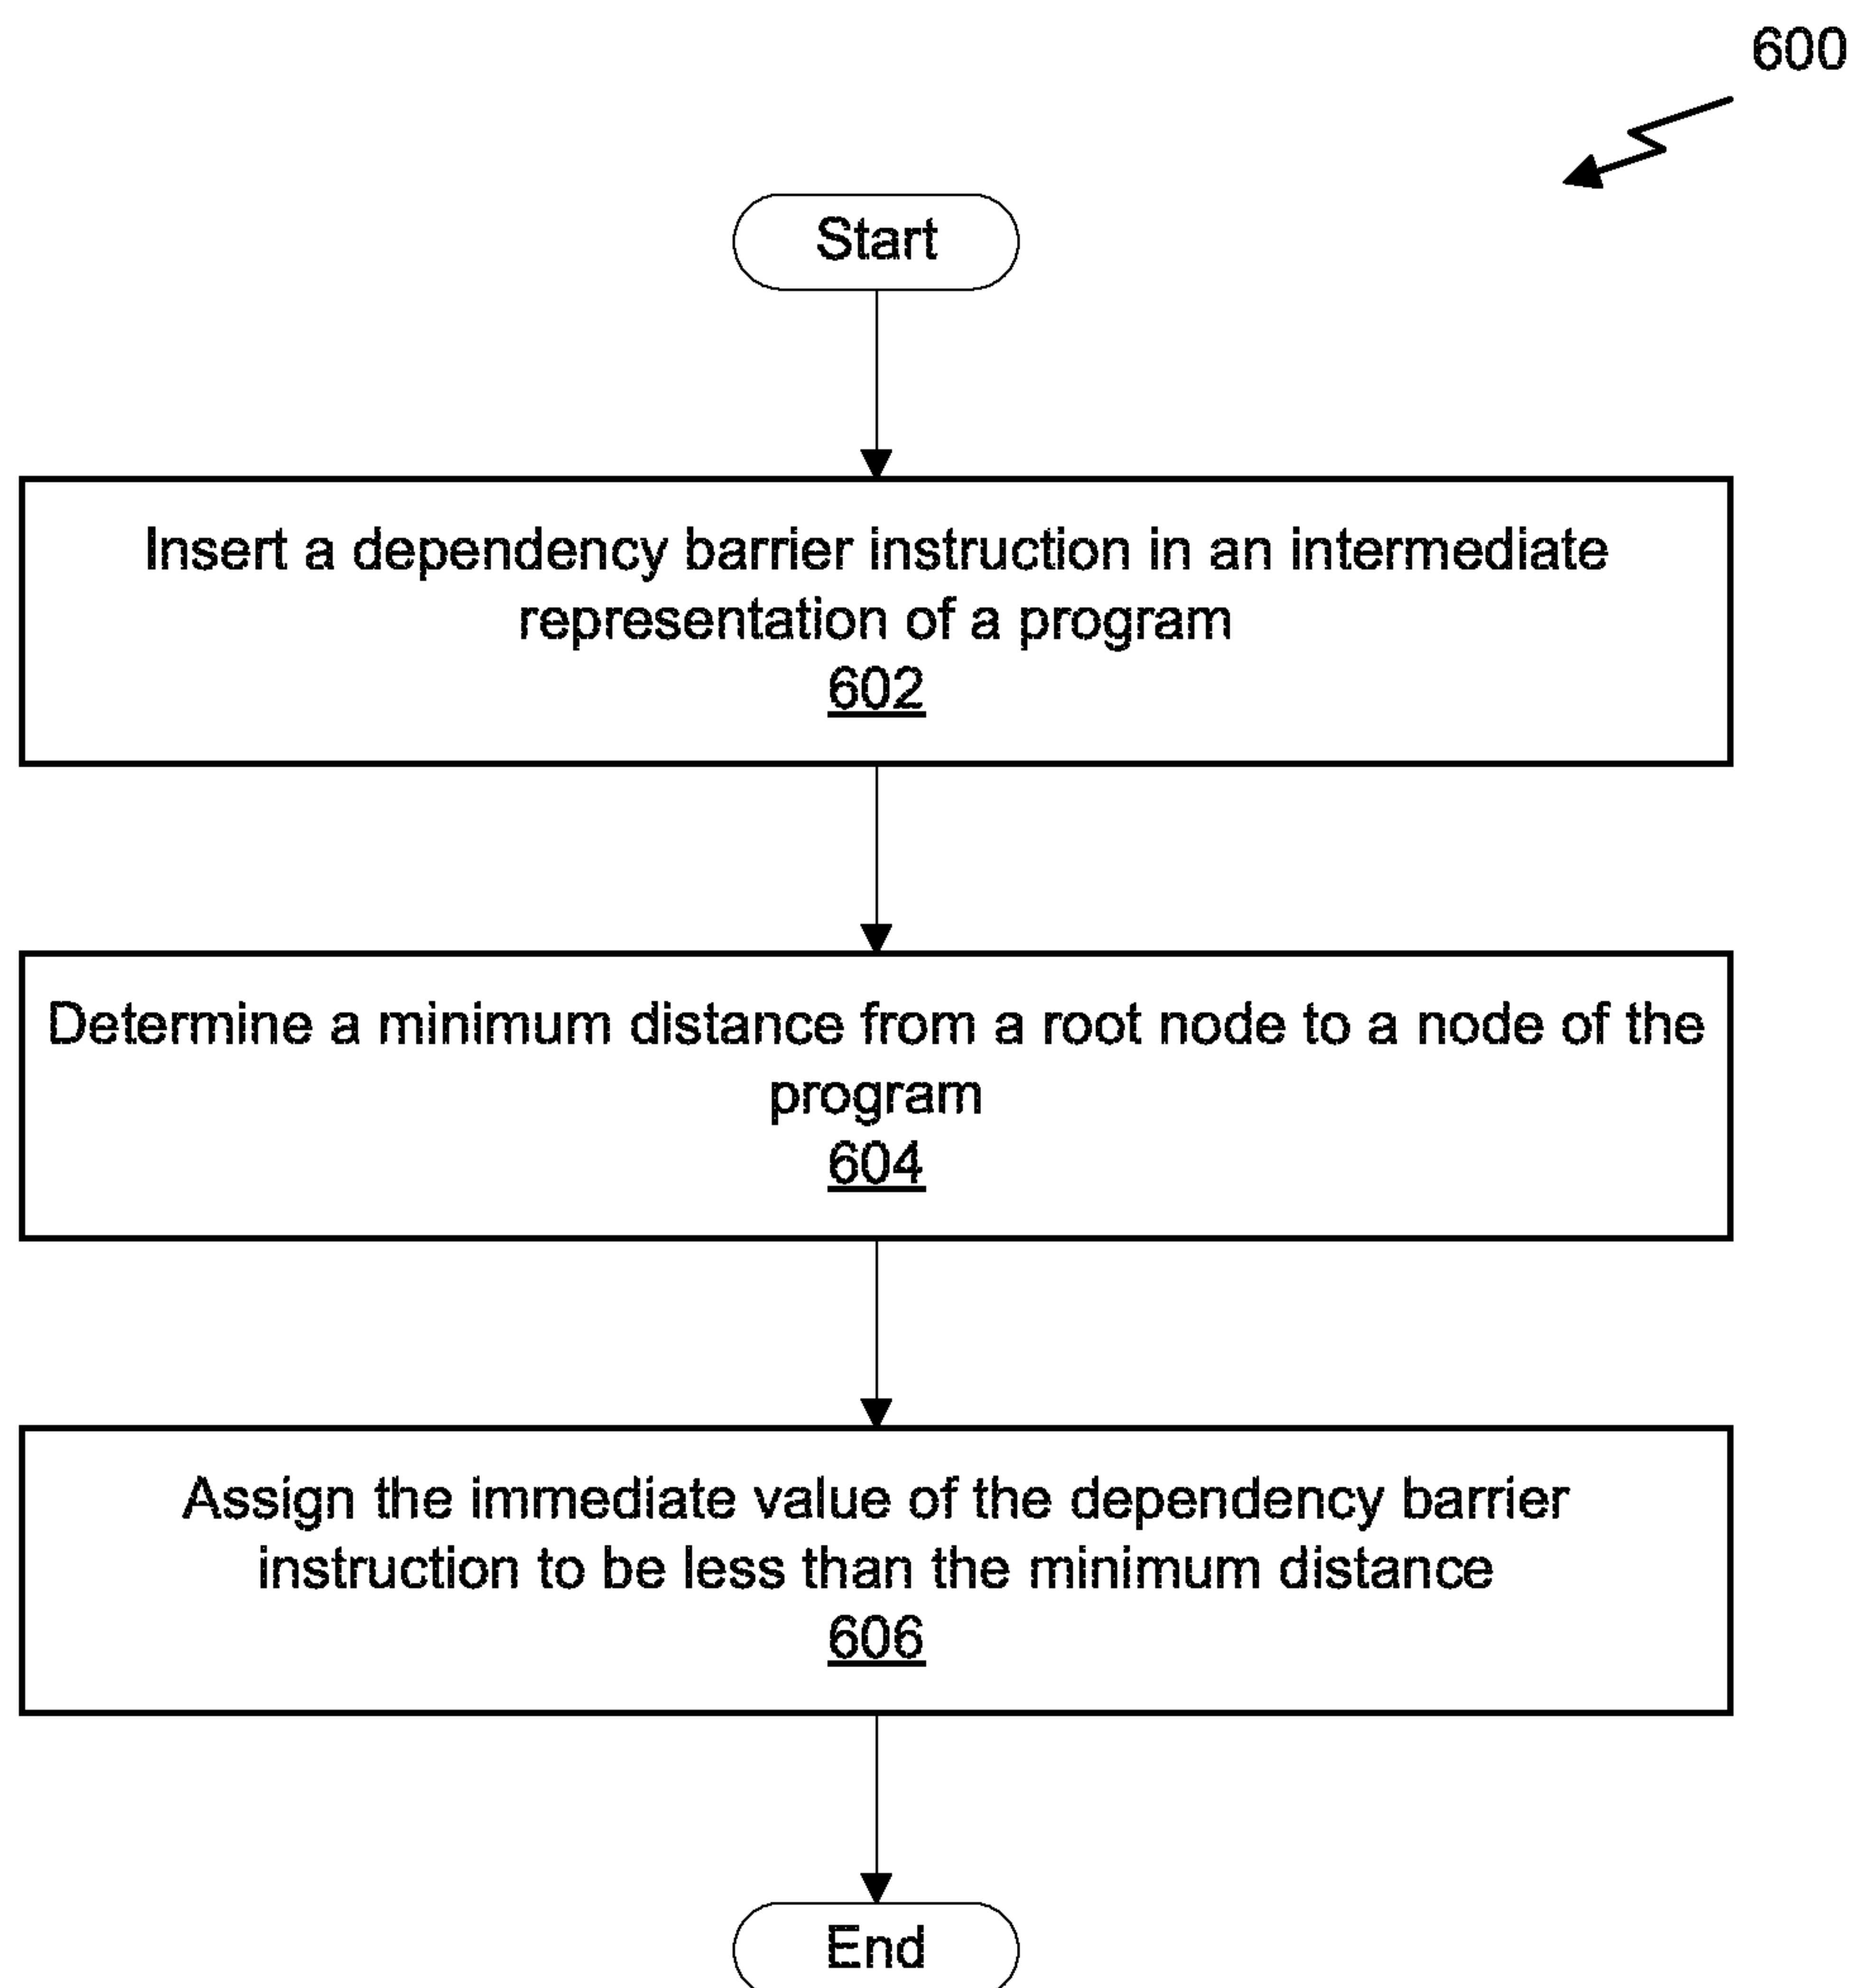 600
Start
Insert a dependency barrier instruction in an intermediate
representation of a program
602
Determine a minimum distance from a root node to a node of the
program
604
Assign the immediate value of the dependency barrier
instruction to be less than the minimum distance
606
End